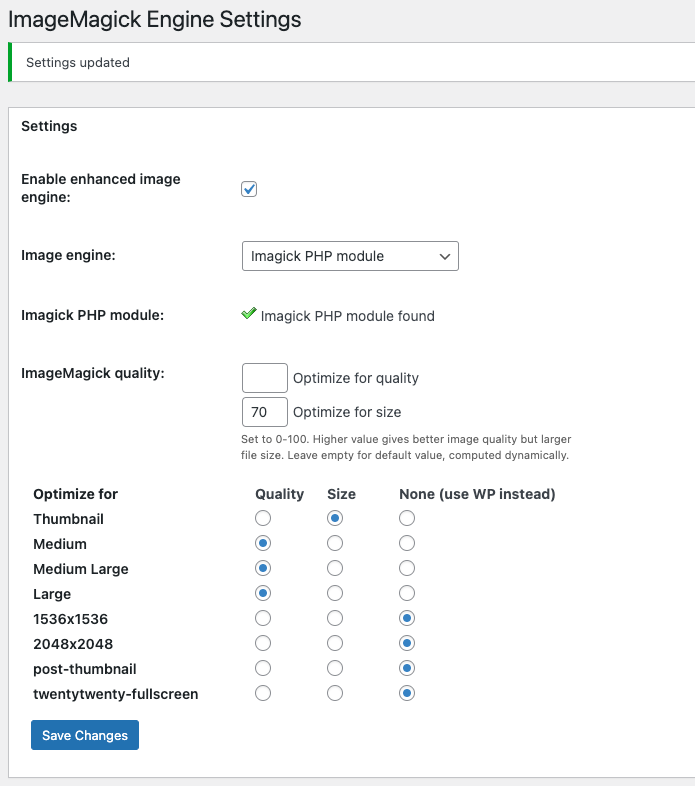 ImageMagick Engine Settings
Settings updated
Settings
Enable enhanced image
engine:
Image engine: Imagick PHP module
Imagick PHP module: Imagick PHP module found
ImageMagick quality: Optimize for quality
70 Optimize for size
Set to 0-100. Higher value gives better image quality but larger
file size. Leave empty for default value, computed dynamically.
Optimize for Quality Size None (use WP instead)
Thumbnail
Medium
Medium Large
Large
1536x1536
2048x2048
post-thumbnail
twentytwenty-fullscreen
Save Changes